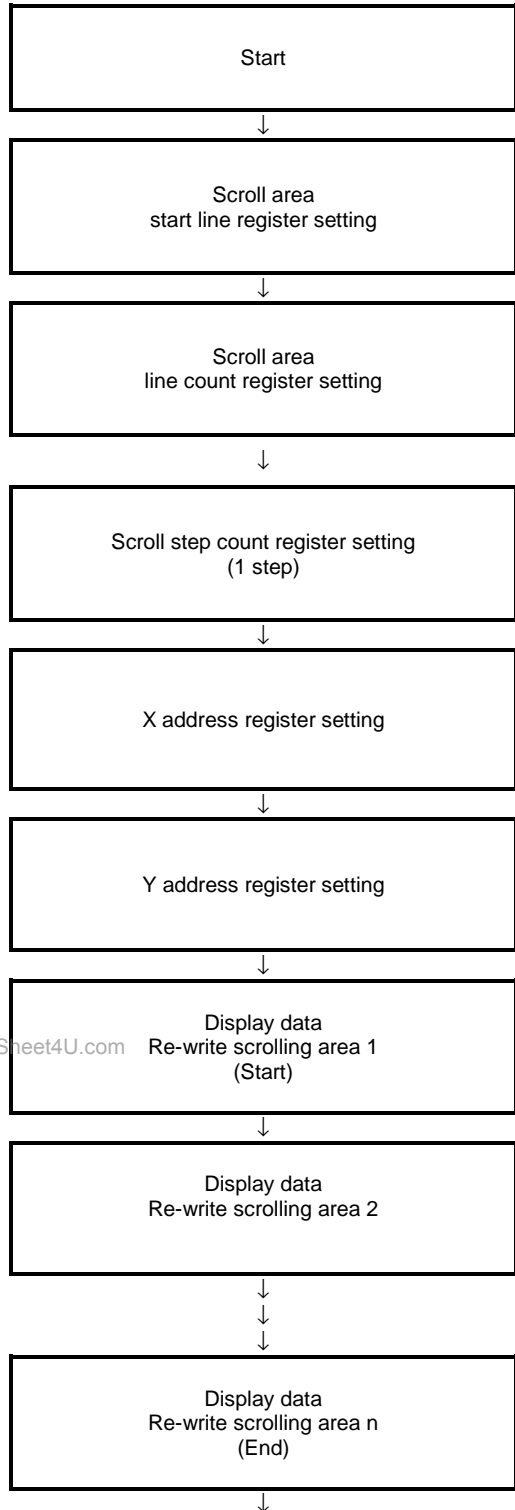 Start
↓
Scroll area
start line register setting
↓
Scroll area
line count register setting
↓
Scroll step count register setting
(1 step)
↓
X address register setting
↓
Y address register setting
↓
Display data
Sheet4U.com Re-write scrolling area 1
(Start)
↓
Display data
Re-write scrolling area 2
↓
↓
↓
Display data
Re-write scrolling area n
(End)
↓